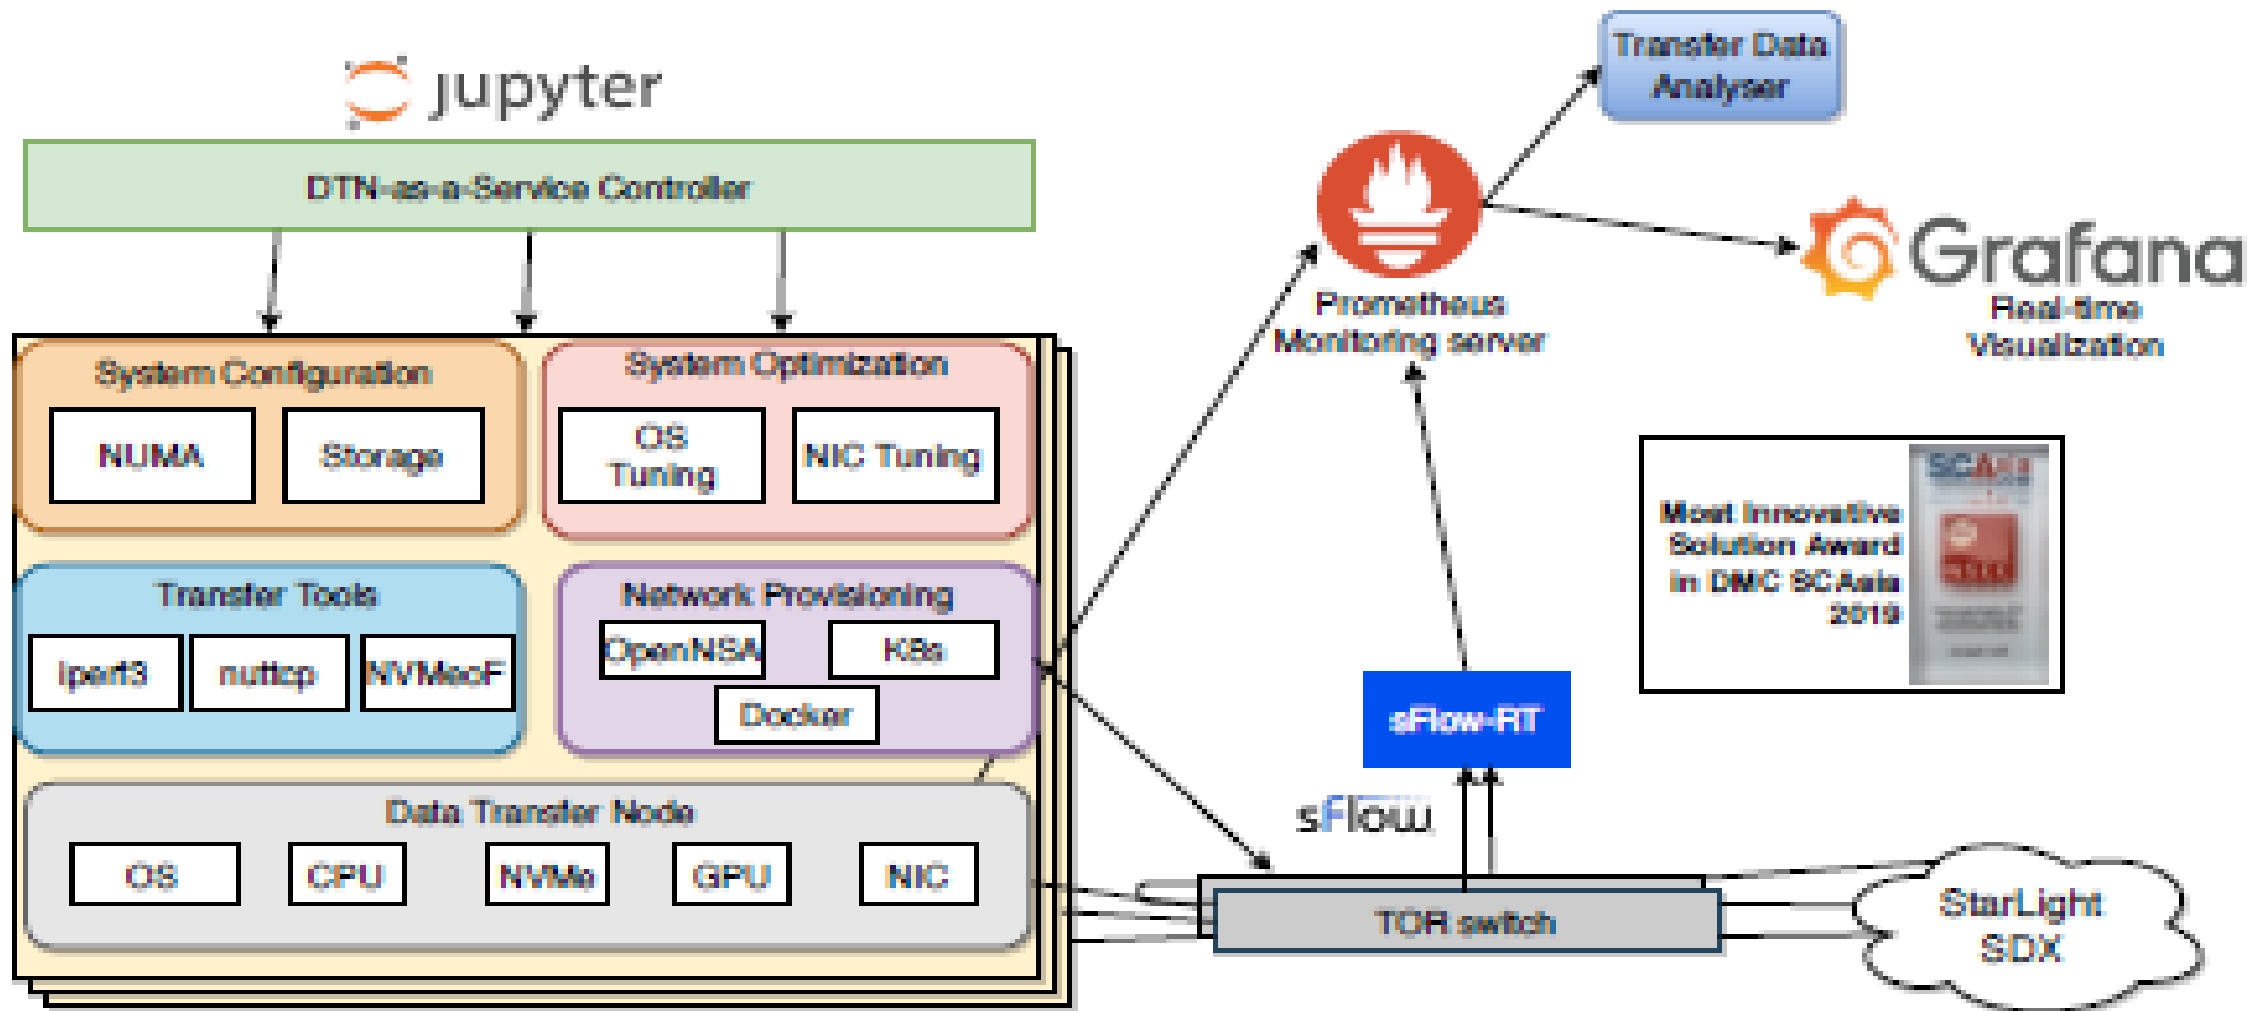 jupyter
DTN-as-a-Service Controller
System Configuration
NUMA
Storage
System Optimization
OS
Tuning
NIC Tuning
Transfer Tools
iperf3
nuttcp
NVMeoF
Network Provisioning
OpenNSA
K8s
Docker
Data Transfer Node
OS
CPU
NVMe
GPU
NIC
Transfer Data
Analyser
Prometheus
Monitoring server
Grafana
Real-time
Visualization
Most Innovative
Solution Award
in DMC SCAsia
2019
SCAsia
sFlow-RT
sFlow
TOR switch
StarLight
SDX